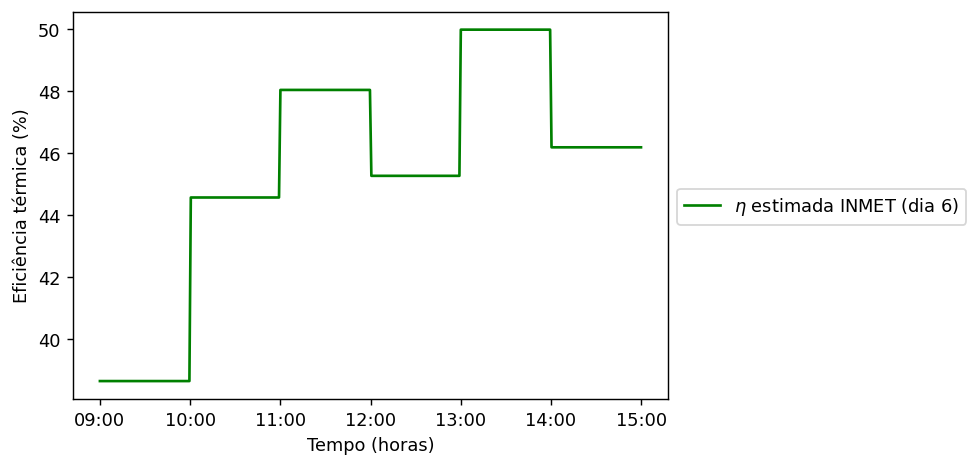 50
48
46
44
42
40
Eficiência térmica (%)
09:00 10:00 11:00 12:00 13:00 14:00 15:00
Tempo (horas)
η estimada INMET (dia 6)